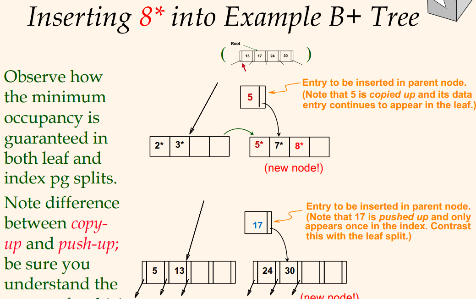 Inserting 8* into Example B+ Tree
Root
( 13 17 24 30 )
Observe how
the minimum
occupancy is
guaranteed in
both leaf and
index pg splits.
Note difference
between copy-
up and push-up;
be sure you
understand the
5
Entry to be inserted in parent node.
(Note that 5 is copied up and its data
entry continues to appear in the leaf.)
2* 3*
5* 7* 8*
(new node!)
17
Entry to be inserted in parent node.
(Note that 17 is pushed up and only
appears once in the index. Contrast
this with the leaf split.)
5 13
24 30
(new node!)